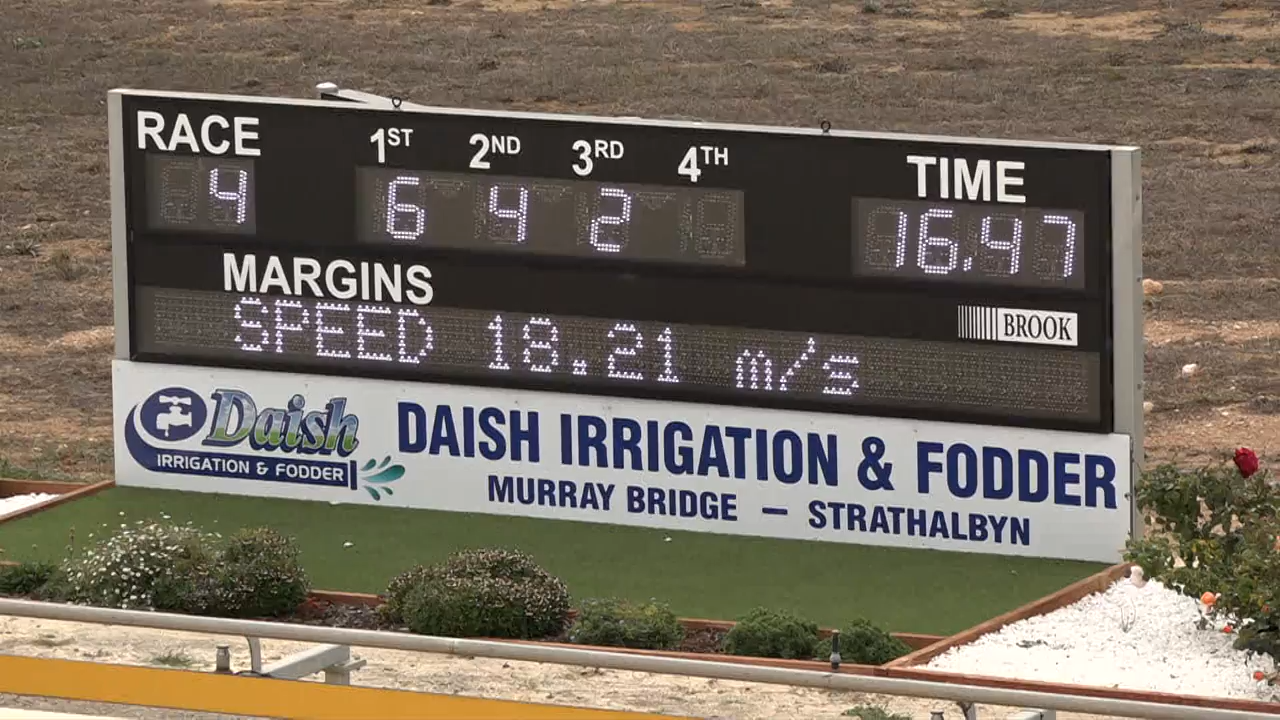 RACE 1ST 2ND 3RD 4TH TIME
4 6 4 2 16.47
MARGINS
BROOK
SPEED 18.21 m/s
Daish
IRRIGATION & FODDER
DAISH IRRIGATION & FODDER
MURRAY BRIDGE – STRATHALBYN